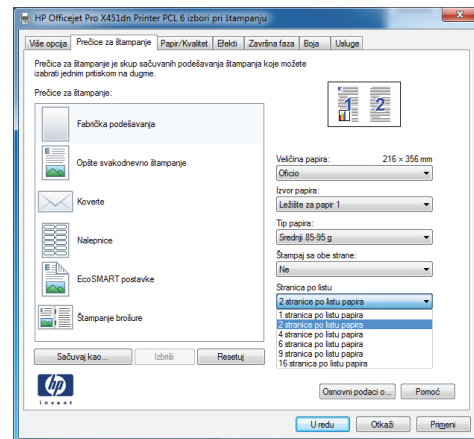 HP Officejet Pro X451dn Printer PCL 6 izbori pri štampanju
Više opcija
Prečice za štampanje
Papir/Kvalitet
Efekti
Završna faza
Boja
Usluge
Prečica za štampanje je skup sačuvanih podešavanja štampanja koje možete
izabrati jednim pritiskom na dugme.
Prečice za štampanje:
Fabrička podešavanja
Opšte svakodnevno štampanje
Koverte
Nalepnice
EcoSMART postavke
Štampanje brošure
Sačuvaj kao...
Izbriši
Resetuj
1
2
Veličina papira:
216 × 356 mm
Oficio
Izvor papira:
Ležište za papir 1
Tip papira:
Srednji 85-95 g
Štampaj sa obe strane:
Ne
Stranica po listu
2 stranice po listu papira
1 stranica po listu papira
2 stranice po listu papira
4 stranice po listu papira
6 stranice po listu papira
9 stranice po listu papira
16 stranice po listu papira
hp
invent
Osnovni podaci o...
Pomoć
U redu
Otkaži
Primeni